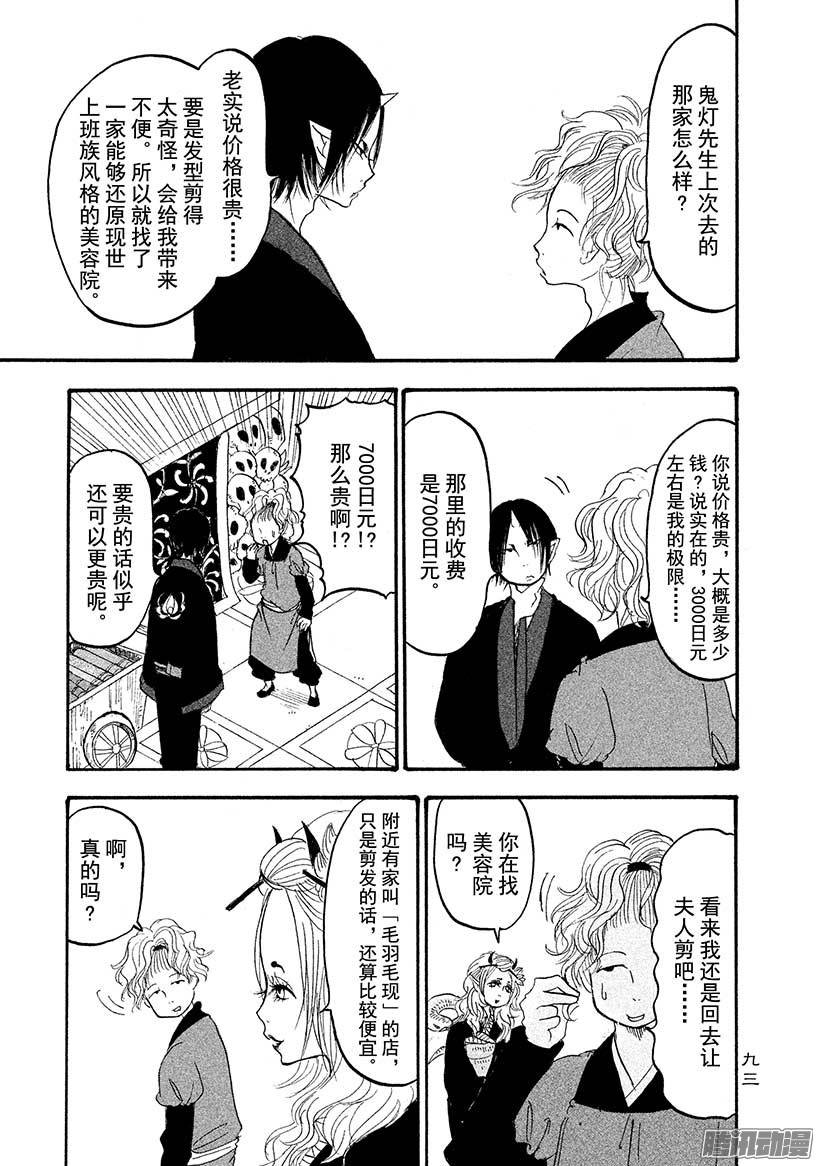 鬼灯先生上次去的
那家怎么样？
老实说价格很贵……
要是发型剪得
太奇怪，会给我带来
不便。所以就找了
一家能够还原现世
上班族风格的美容院。
你说价格贵，大概是多少
钱？说实在的，3000日元
左右是我的极限……
那里的收费
是7000日元。
7000日元!?
那么贵啊!?
要贵的话似乎
还可以更贵呢。
看来我还是回去让
夫人剪吧……
你在找
美容院
吗？
附近有家叫「毛羽毛现」的店，
只是剪发的话，还算比较便宜。
啊，
真的吗？
九三
腾讯动漫